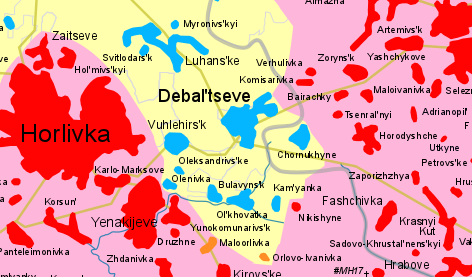 Almazna
Myronivs'kyi
Artemivs'k
Zaitseve
Svitlodars'k
Luhans'ke
Zoryns'k
Yashchykove
Verhulivka
Hol'mivs'kyi
Komisarivka
Debal'tseve
Bairachky
Maloivanivka
Selezn
Tsentral'nyi
Adrianopil'
Vuhlehirs'k
F
Horlivka
Horodyshche
Utkyne
Oleksandrivs'ke
Chornukhyne
Petrovs'ke
Karlo-Marksove
Olenivka
Zaporizhzhya
Bulavyns'k
Kam'yanka
Hrus
Korsun'
Fashchivka
Ol'khovatka
Nikishyne
Yenakijeve
Krasnyi
Kut
Yunokomunarivs'k
Druzhne
Maloorlivka
Sadovo-Khrustal'nens'kyi
Panteleimonivka
Zhdanivka
Orlovo-Ivanivka
Hrabove
#MH17
Kirovs'ke